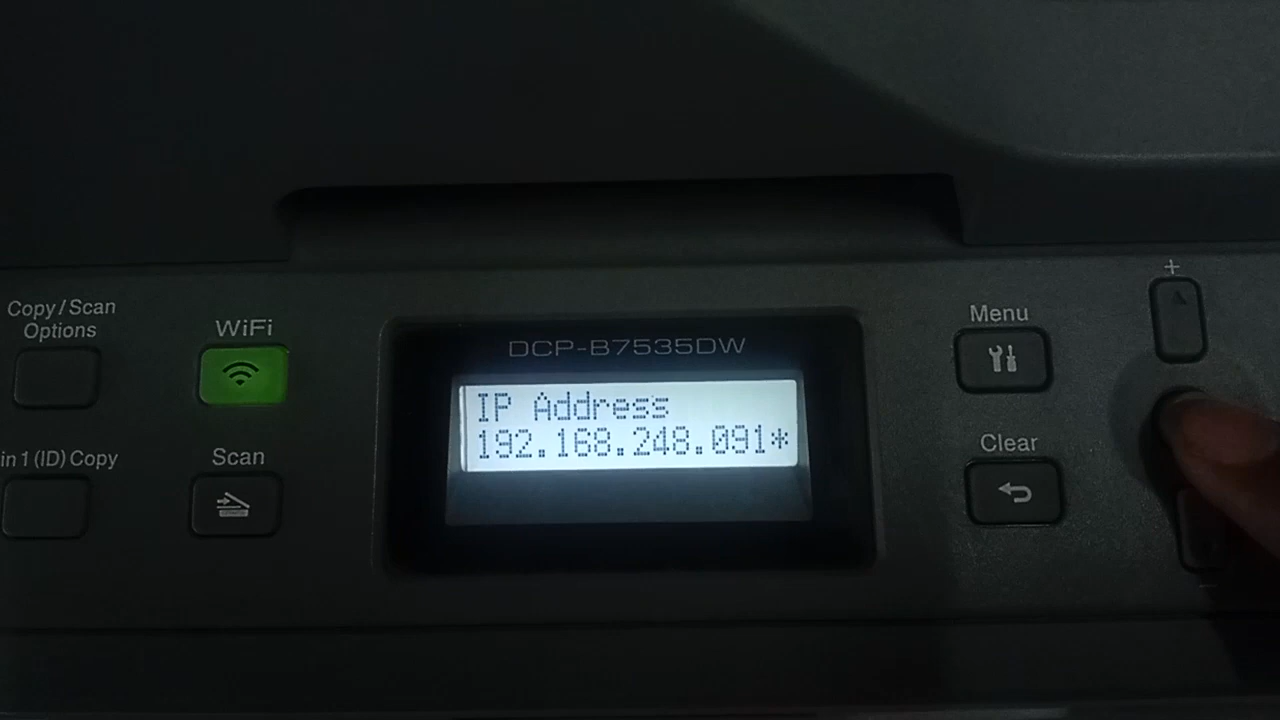 Copy/Scan
Options
WiFi
DCP-B7535DW
Menu
+
IP Address
192.168.248.091*
in 1 (ID) Copy
Scan
Clear